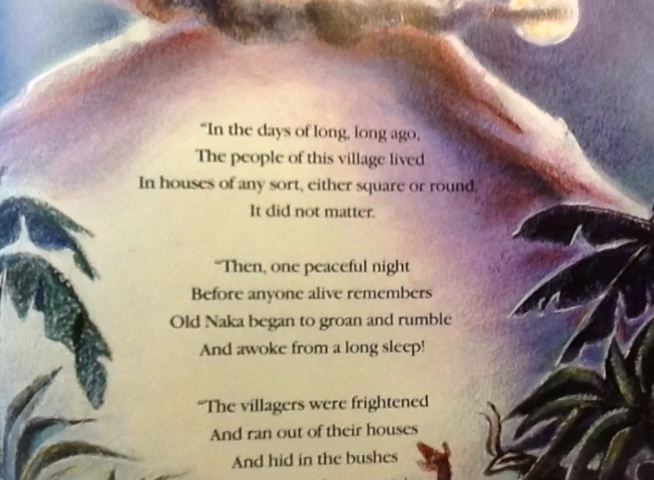 “In the days of long, long ago,
The people of this village lived
In houses of any sort, either square or round.
It did not matter.
“Then, one peaceful night
Before anyone alive remembers
Old Naka began to groan and rumble
And awoke from a long sleep!
“The villagers were frightened
And ran out of their houses
And hid in the bushes